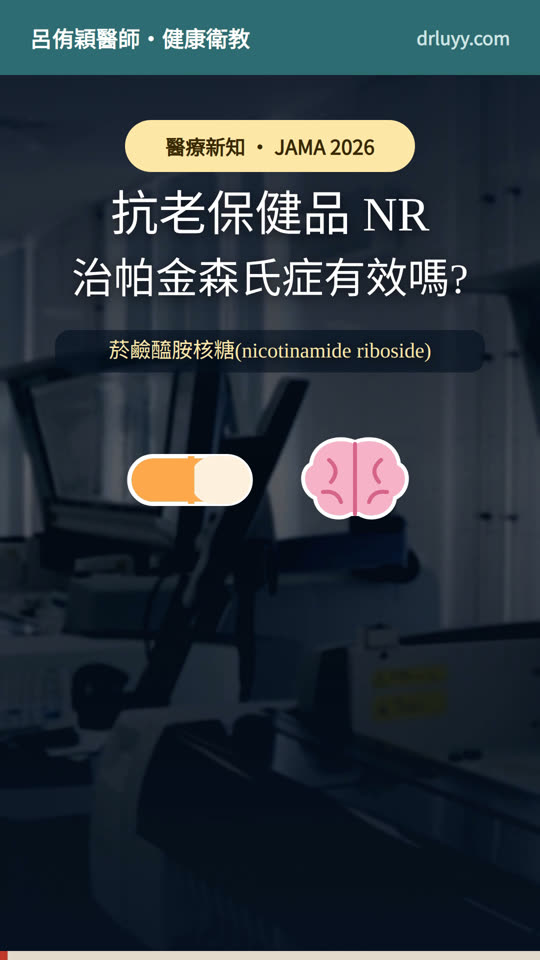 呂侑穎醫師・健康衛教
drluyy.com
醫療新知 ・ JAMA 2026
抗老保健品 NR
治帕金森氏症有效嗎?
菸鹼醯胺核糖(nicotinamide riboside)